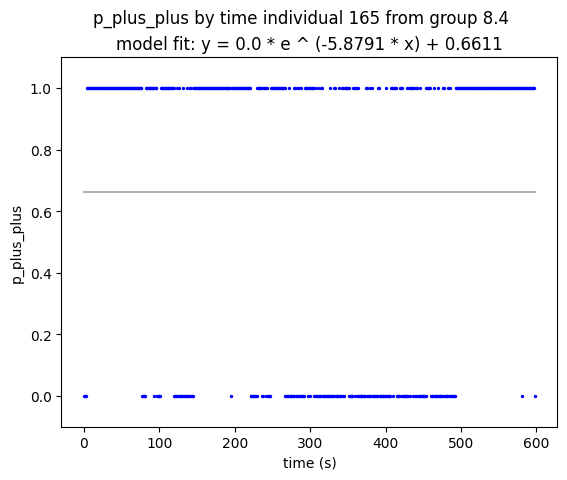 p_plus_plus by time individual 165 from group 8.4
model fit: y = 0.0 * e ^ (-5.8791 * x) + 0.6611
1.0
0.8
0.6
0.4
0.2
0.0
p_plus_plus
0 100 200 300 400 500 600
time (s)